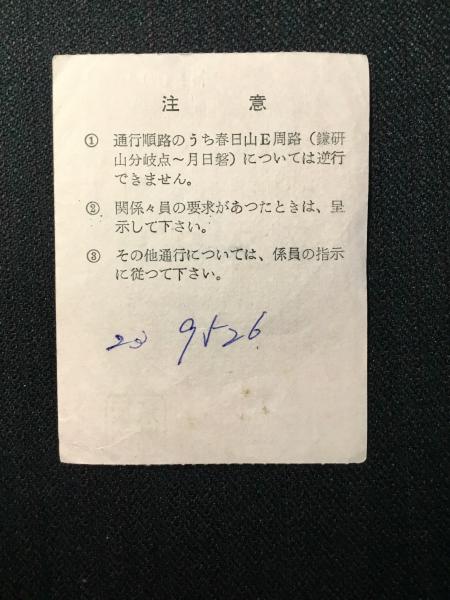 注意
① 通行順路のうち春日山E周路（鎌研
山分岐点～月日磐）については逆行
できません。
② 関係々員の要求があつたときは、呈
示して下さい。
③ その他通行については、係員の指示
に従つて下さい。
23 9526